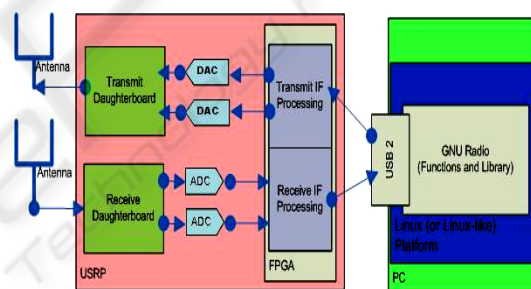 Antenna
Transmit
Daughterboard
DAC
DAC
Transmit IF
Processing
Antenna
Receive
Daughterboard
ADC
ADC
Receive IF
Processing
USRP
FPGA
USB 2
GNU Radio
(Functions and Library)
Linux (or Linux-like)
Platform
PC